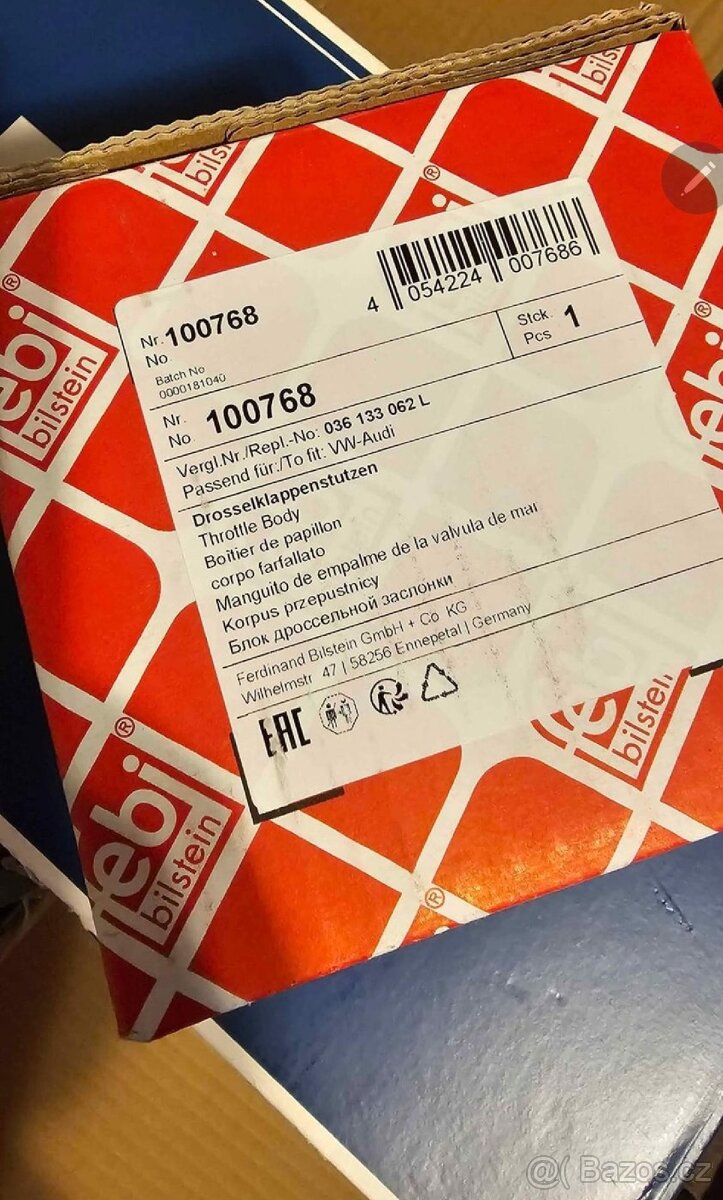 febi
bilstein
®
4 054224 007686
Nr. 100768
No.
Batch No
0000181040
Stck.
Pcs 1
Nr. 100768
No.
Vergl.Nr./Repl.-No: 036 133 062 L
Passend für:/To fit: VW-Audi
Drosselklappenstutzen
Throttle Body
Boîtier de papillon
corpo farfallato
Manguito de empalme de la valvula de mar
Korpus przepustnicy
Блок дроссельной заслонки
Ferdinand Bilstein GmbH + Co KG
Wilhelmstr 47 | 58256 Ennepetal | Germany
EAC
febi
bilstein
®
bilstein
@( Bazos.cz